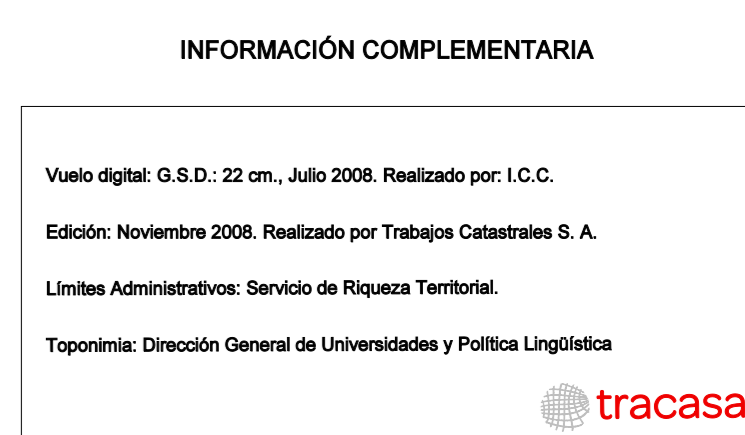 INFORMACIÓN COMPLEMENTARIA
Vuelo digital: G.S.D.: 22 cm., Julio 2008. Realizado por: I.C.C.
Edición: Noviembre 2008. Realizado por Trabajos Catastrales S. A.
Límites Administrativos: Servicio de Riqueza Territorial.
Toponimia: Dirección General de Universidades y Política Lingüística
tracasa